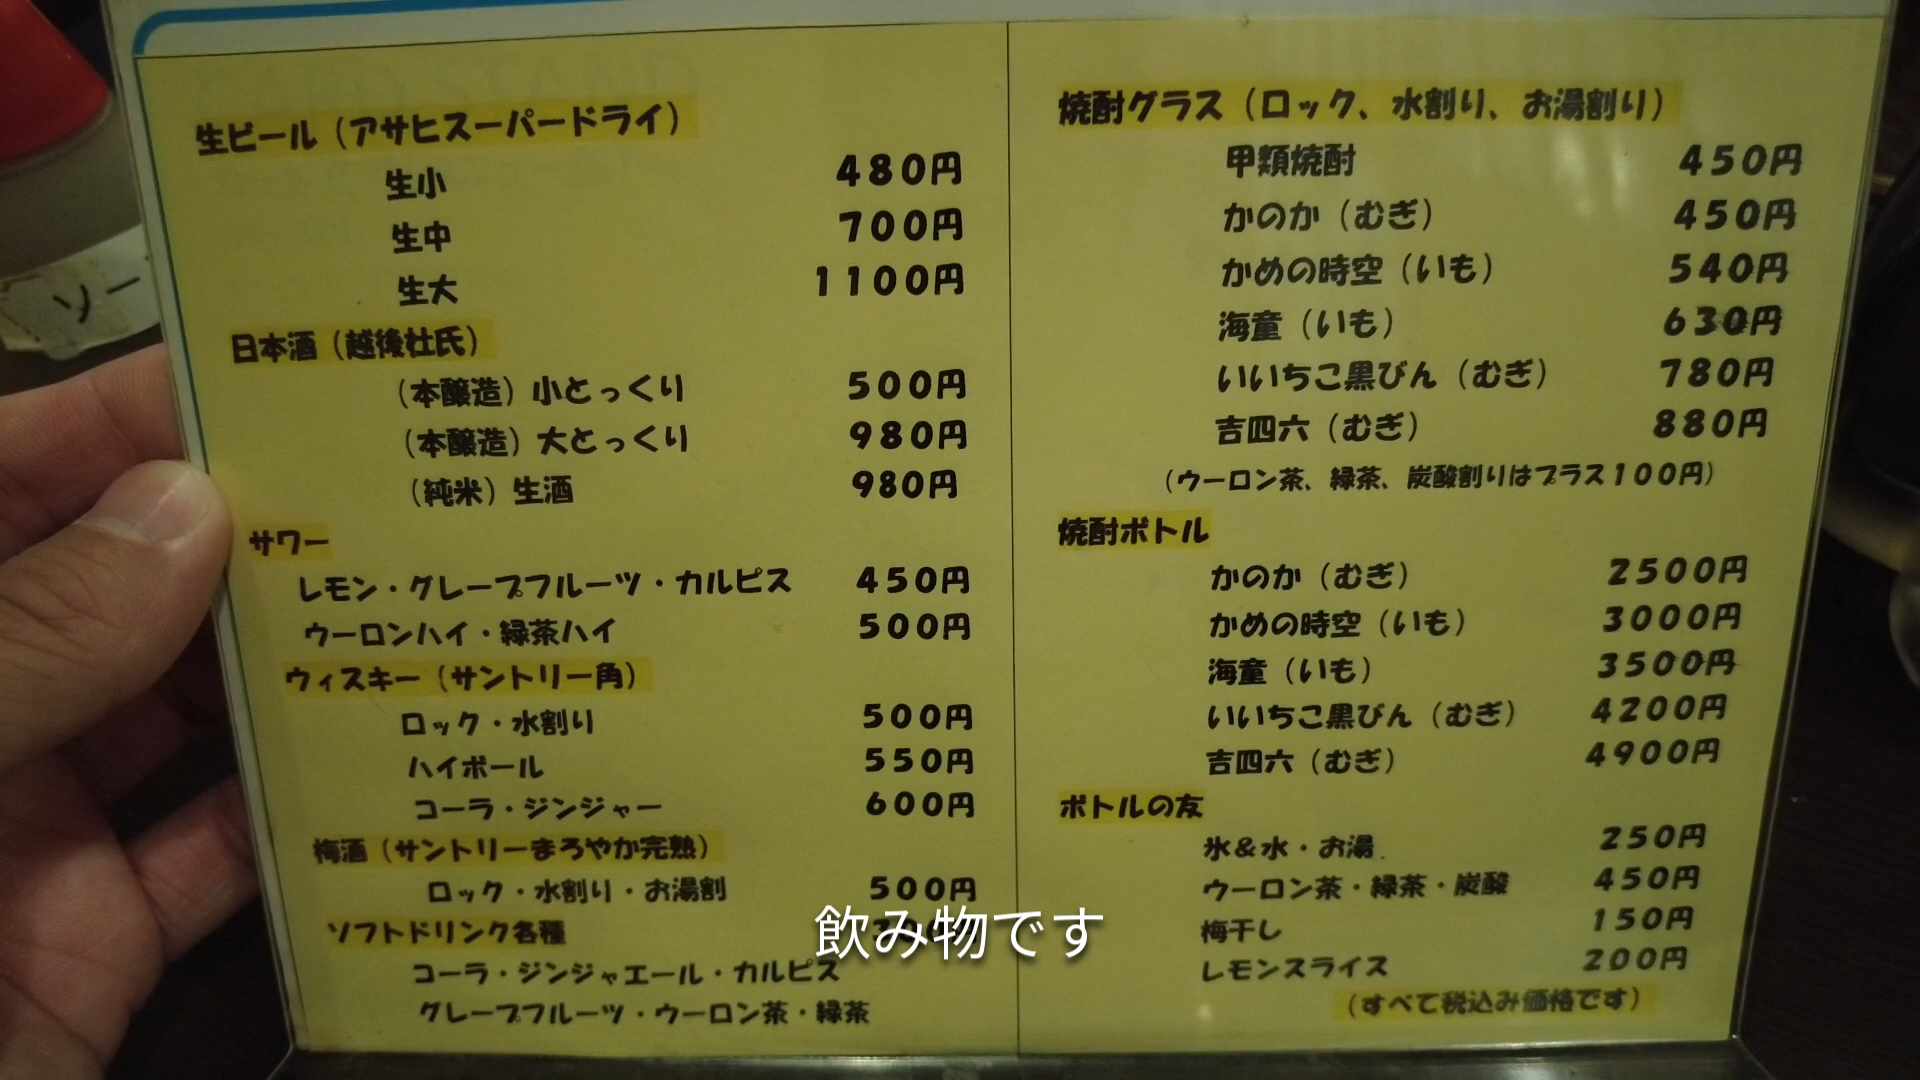 生ビール（アサヒスーパードライ）
生小 480円
生中 700円
生大 1100円
日本酒（越後杜氏）
（本醸造）小とっくり 500円
（本醸造）大とっくり 980円
（純米）生酒 980円
サワー
レモン・グレープフルーツ・カルピス 450円
ウーロンハイ・緑茶ハイ 500円
ウィスキー（サントリー角）
ロック・水割り 500円
ハイボール 550円
コーラ・ジンジャー 600円
梅酒（サントリーまろやか完熟）
ロック・水割り・お湯割 500円
ソフトドリンク各種
コーラ・ジンジャエール・カルピス
グレープフルーツ・ウーロン茶・緑茶
焼酎グラス（ロック、水割り、お湯割り）
甲類焼酎 450円
かのか（むぎ） 450円
かめの時空（いも） 540円
海童（いも） 630円
いいちこ黒びん（むぎ） 780円
吉四六（むぎ） 880円
（ウーロン茶、緑茶、炭酸割りはプラス100円）
焼酎ボトル
かのか（むぎ） 2500円
かめの時空（いも） 3000円
海童（いも） 3500円
いいちこ黒びん（むぎ） 4200円
吉四六（むぎ） 4900円
ボトルの友
氷＆水・お湯 250円
ウーロン茶・緑茶・炭酸 450円
梅干し 150円
レモンスライス 200円
（すべて税込み価格です）
ソー
飲み物です